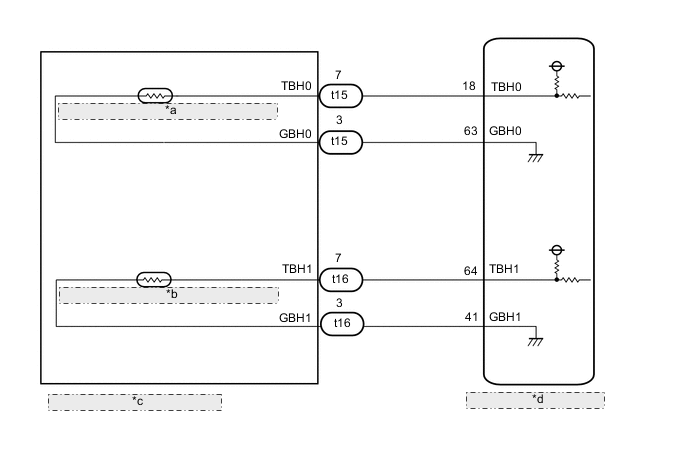 7
TBH0 t15 18 TBH0
*a
3
GBH0 t15 63 GBH0
7
TBH1 t16 64 TBH1
*b
3
GBH1 t16 41 GBH1
*c *d